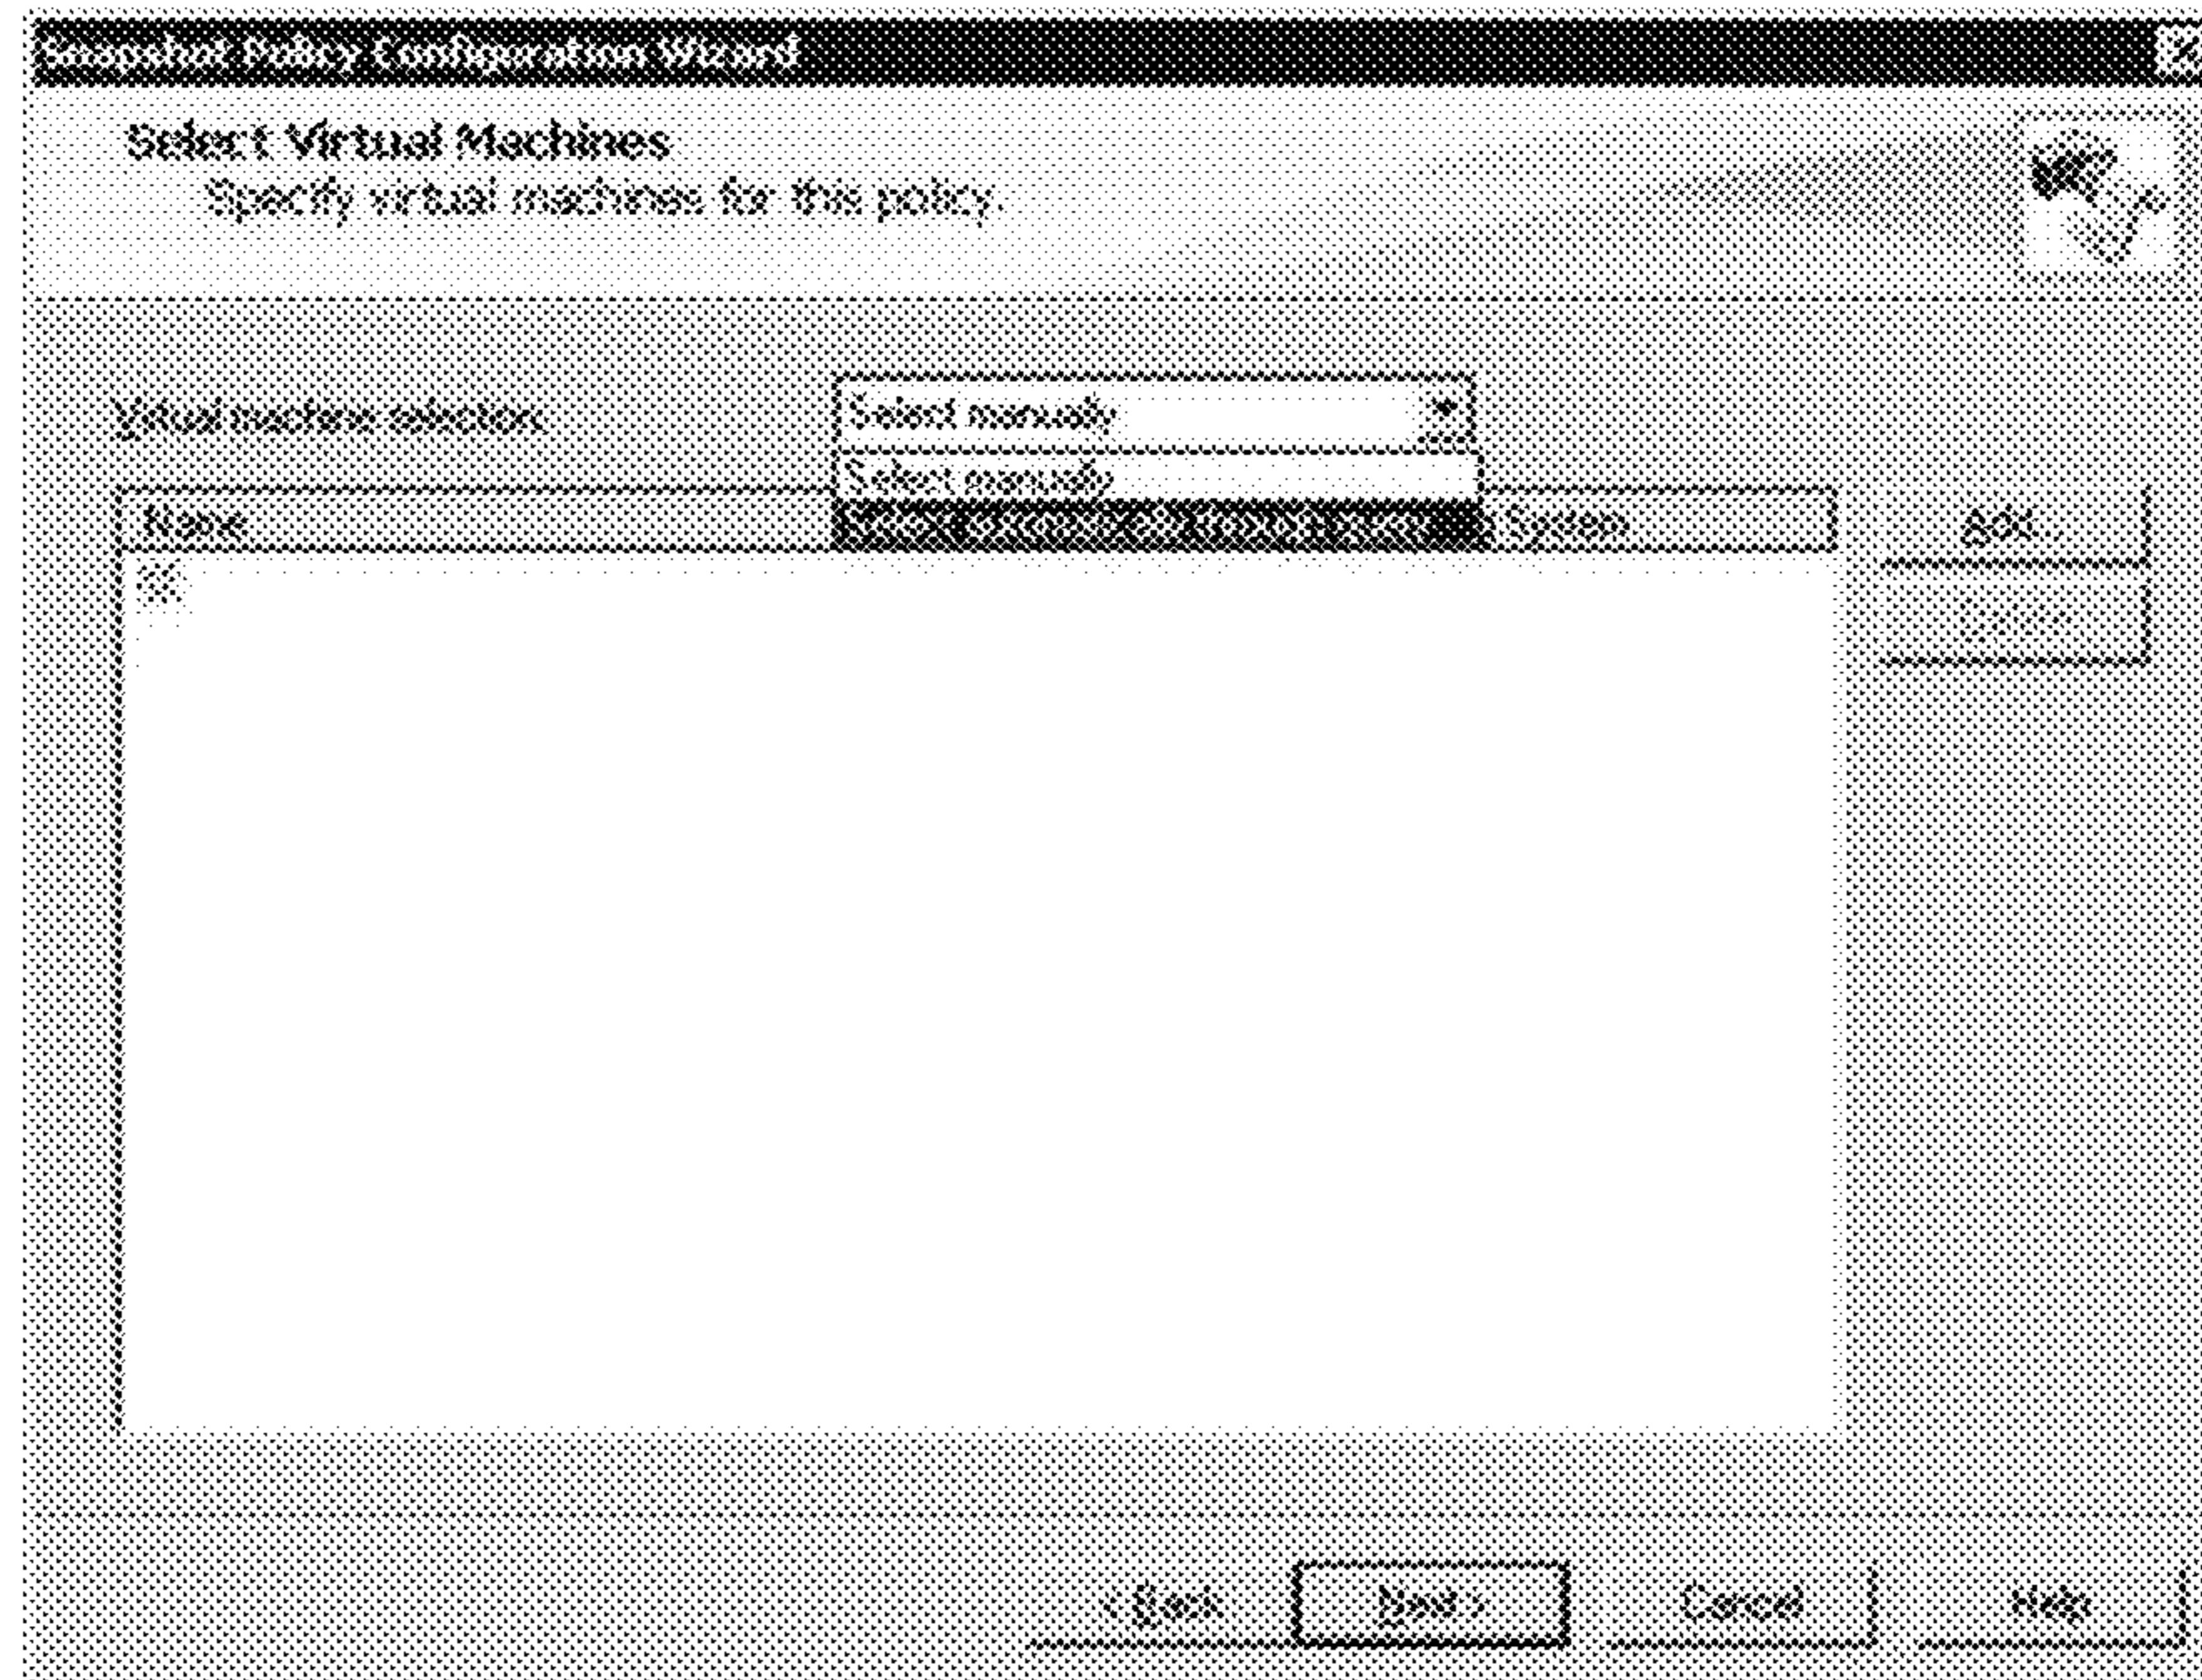 Snapshot Policy Configuration Wizard
Select Virtual Machines
Specify virtual machines for this policy.
Virtual machine selection:
Select manually
Select manually
Name
System
Add...
< Back
Next >
Cancel
Help